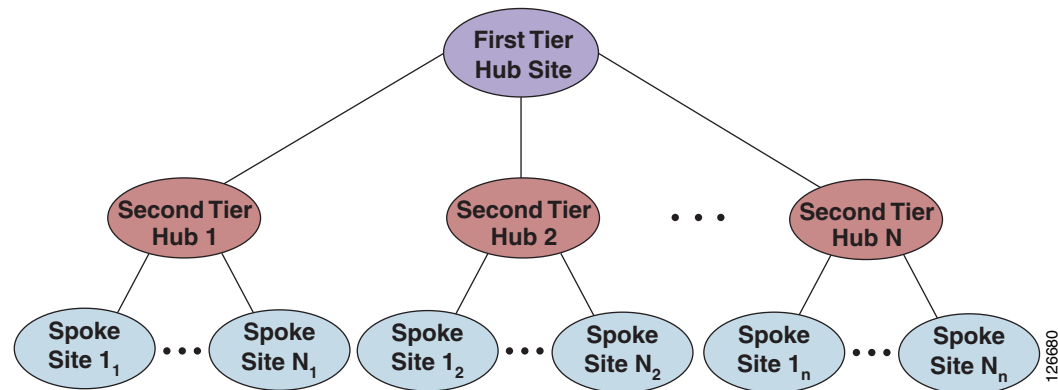 First Tier
Hub Site
Second Tier
Hub 1
Second Tier
Hub 2
• • •
Second Tier
Hub N
Spoke
Site 1₁
•••
Spoke
Site N₁
Spoke
Site 1₂
•••
Spoke
Site N₂
Spoke
Site 1ₙ
•••
Spoke
Site Nₙ
126680